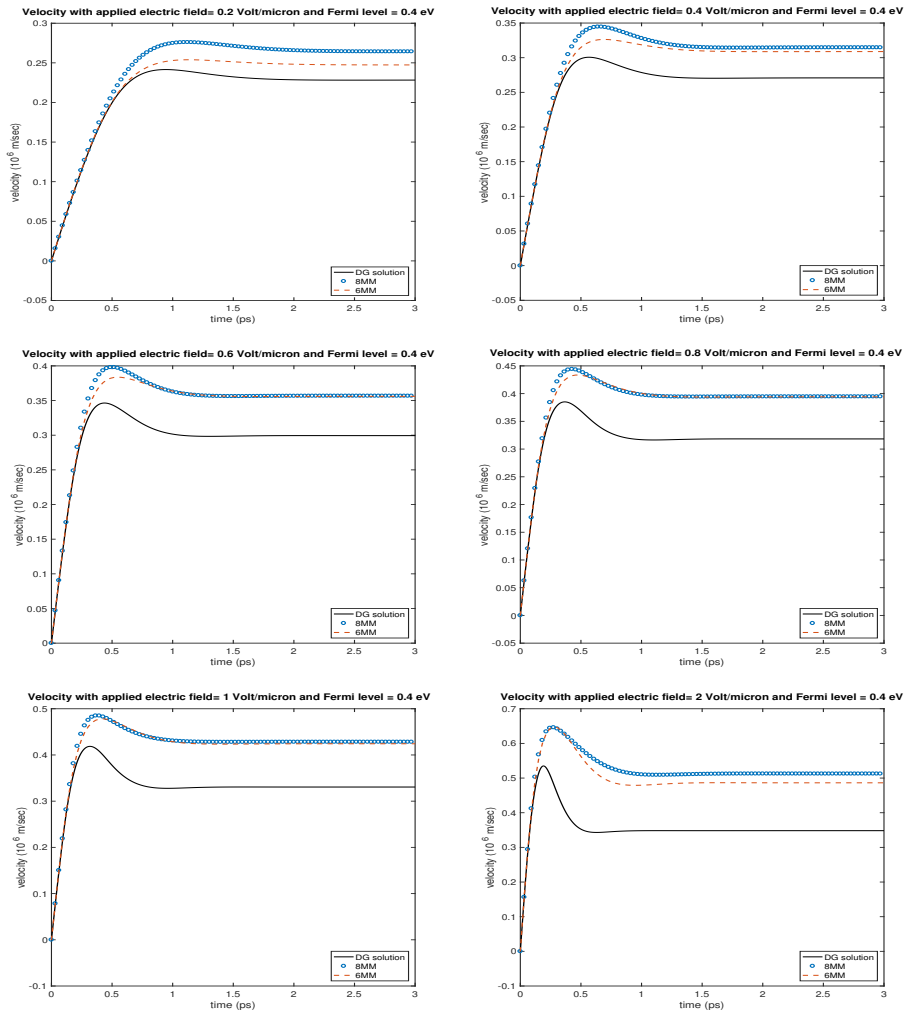 Velocity with applied electric field= 0.2 Volt/micron and Fermi level = 0.4 eV
0.3
0.25
0.2
0.15
0.1
0.05
0
-0.05
velocity (10^6 m/sec)
0 0.5 1 1.5 2 2.5 3
time (ps)
DG solution
8MM
6MM
Velocity with applied electric field= 0.4 Volt/micron and Fermi level = 0.4 eV
0.35
0.3
0.25
0.2
0.15
0.1
0.05
0
-0.05
velocity (10^6 m/sec)
0 0.5 1 1.5 2 2.5 3
time (ps)
DG solution
8MM
6MM
Velocity with applied electric field= 0.6 Volt/micron and Fermi level = 0.4 eV
0.4
0.35
0.3
0.25
0.2
0.15
0.1
0.05
0
velocity (10^6 m/sec)
0 0.5 1 1.5 2 2.5 3
time (ps)
DG solution
8MM
6MM
Velocity with applied electric field= 0.8 Volt/micron and Fermi level = 0.4 eV
0.45
0.4
0.35
0.3
0.25
0.2
0.15
0.1
0.05
0
-0.05
velocity (10^6 m/sec)
0 0.5 1 1.5 2 2.5 3
time (ps)
DG solution
8MM
6MM
Velocity with applied electric field= 1 Volt/micron and Fermi level = 0.4 eV
0.5
0.4
0.3
0.2
0.1
0
-0.1
velocity (10^6 m/sec)
0 0.5 1 1.5 2 2.5 3
time (ps)
DG solution
8MM
6MM
Velocity with applied electric field= 2 Volt/micron and Fermi level = 0.4 eV
0.7
0.6
0.5
0.4
0.3
0.2
0.1
0
-0.1
velocity (10^6 m/sec)
0 0.5 1 1.5 2 2.5 3
time (ps)
DG solution
8MM
6MM